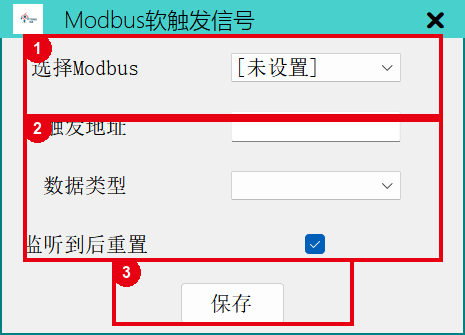 Modbus软触发信号
1
选择Modbus [未设置]
2
触发地址
数据类型
监听到后重置
3
保存